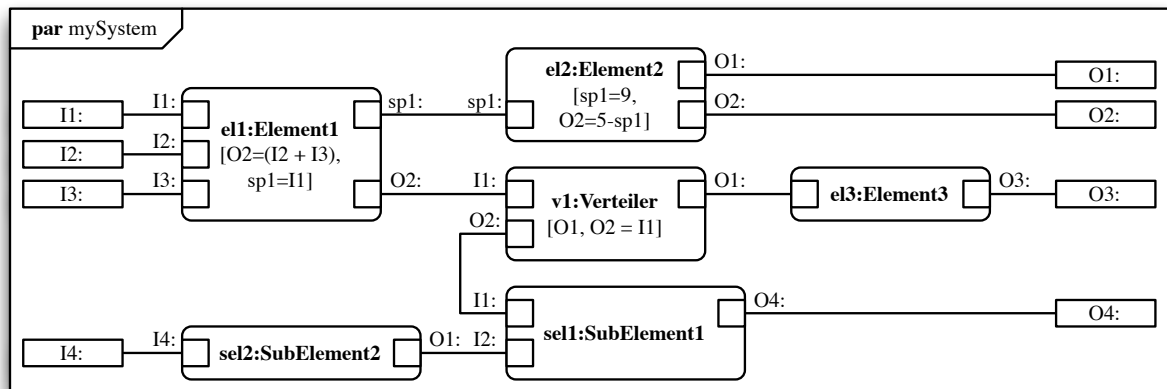 par mySystem
I1:
I2:
I3:
I4:
I1:
I2:
I3:
el1:Element1
[O2=(I2 + I3),
sp1=I1]
sp1:
O2:
sp1:
el2:Element2
[sp1=9,
O2=5-sp1]
O1:
O2:
O1:
O2:
I1:
O2:
v1:Verteiler
[O1, O2 = I1]
O1:
el3:Element3
O3:
O3:
I4:
sel2:SubElement2
O1:
I1:
I2:
sel1:SubElement1
O4:
O4: